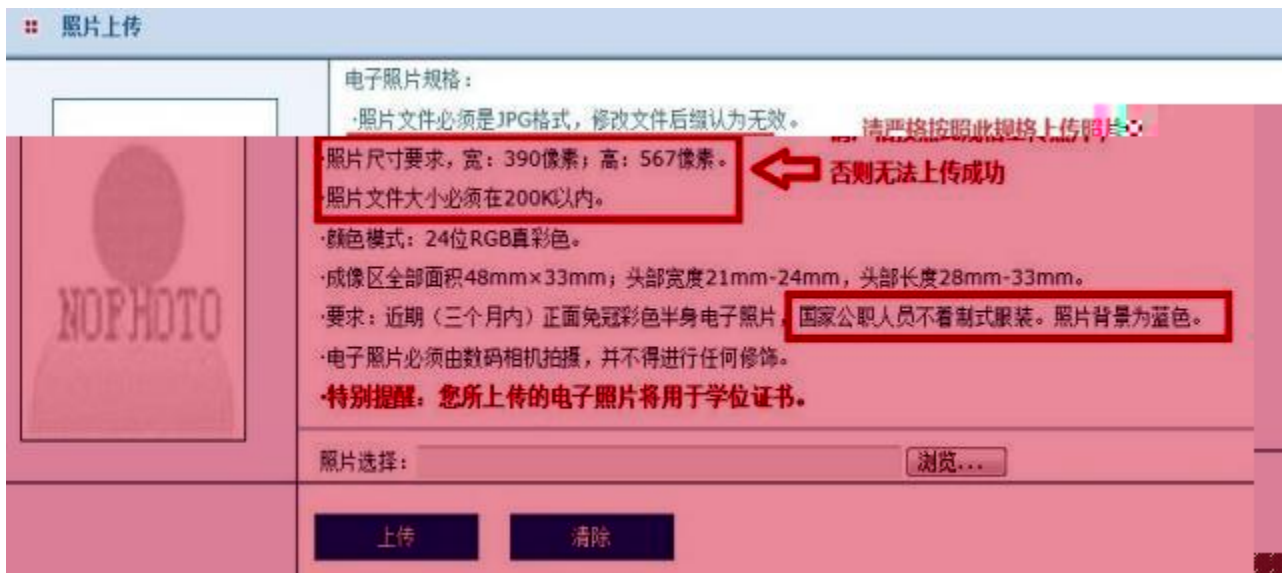 照片上传
电子照片规格：
·照片文件必须是JPG格式，修改文件后缀认为无效。
请严格按照此规格上传照片，
·照片尺寸要求，宽：390像素；高：567像素。
否则无法上传成功
·照片文件大小必须在200K以内。
·颜色模式：24位RGB真彩色。
·成像区全部面积48mm×33mm；头部宽度21mm-24mm，头部长度28mm-33mm。
NOPHOTO
·要求：近期（三个月内）正面免冠彩色半身电子照片，国家公职人员不着制式服装。照片背景为蓝色。
·电子照片必须由数码相机拍摄，并不得进行任何修饰。
·特别提醒：您所上传的电子照片将用于学位证书。
照片选择：
浏览...
上传
清除